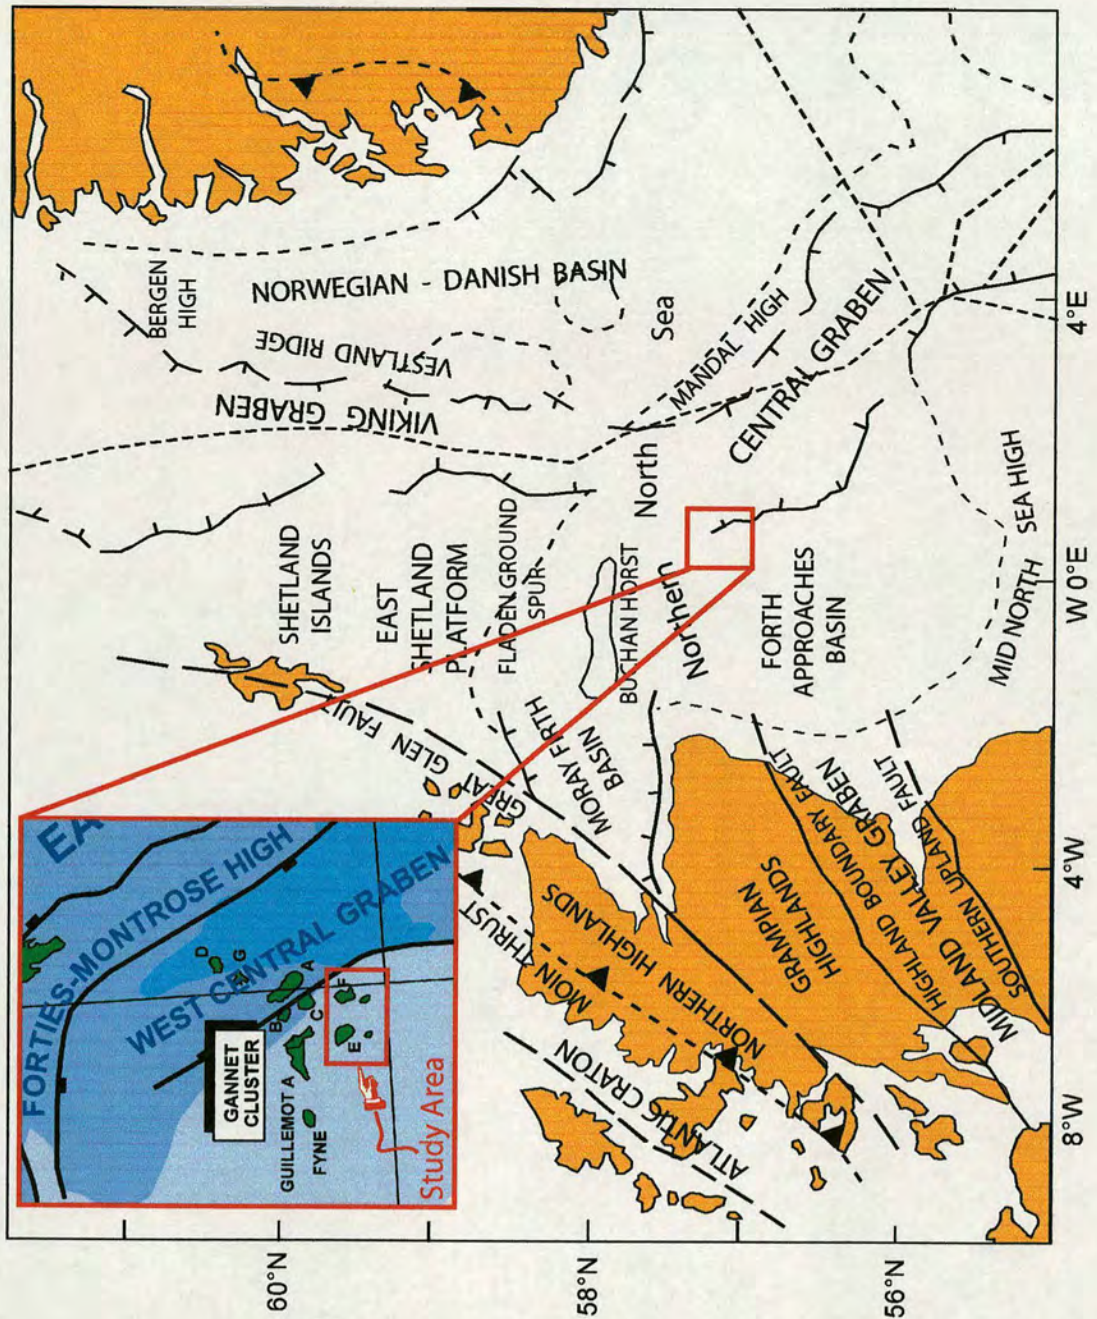 BERGEN
HIGH
NORWEGIAN - DANISH BASIN
VESTLAND RIDGE
VIKING GRABEN
SHETLAND
ISLANDS
EAST
SHETLAND
PLATFORM
FLADEN GROUND
SPUR
BUCHAN HORST
Northern
North
Sea
MANDAL HIGH
CENTRAL GRABEN
FORTH
APPROACHES
BASIN
MID NORTH
SEA HIGH
GREAT GLEN FAULT
MORAY FIRTH
BASIN
MOIN
THRUST
NORTHERN HIGHLANDS
ATLANTIC CRATON
GRAMPIAN
HIGHLANDS
HIGHLAND BOUNDARY FAULT
MIDLAND VALLEY
GRABEN
SOUTHERN UPLAND FAULT
FORTIES-MONTROSE HIGH
EA
WEST CENTRAL GRABEN
GANNET
CLUSTER
GUILLEMOT A
FYNE
D
G
A
B
C
E
F
Study Area
60°N
58°N
56°N
8°W
4°W
W 0°E
4°E